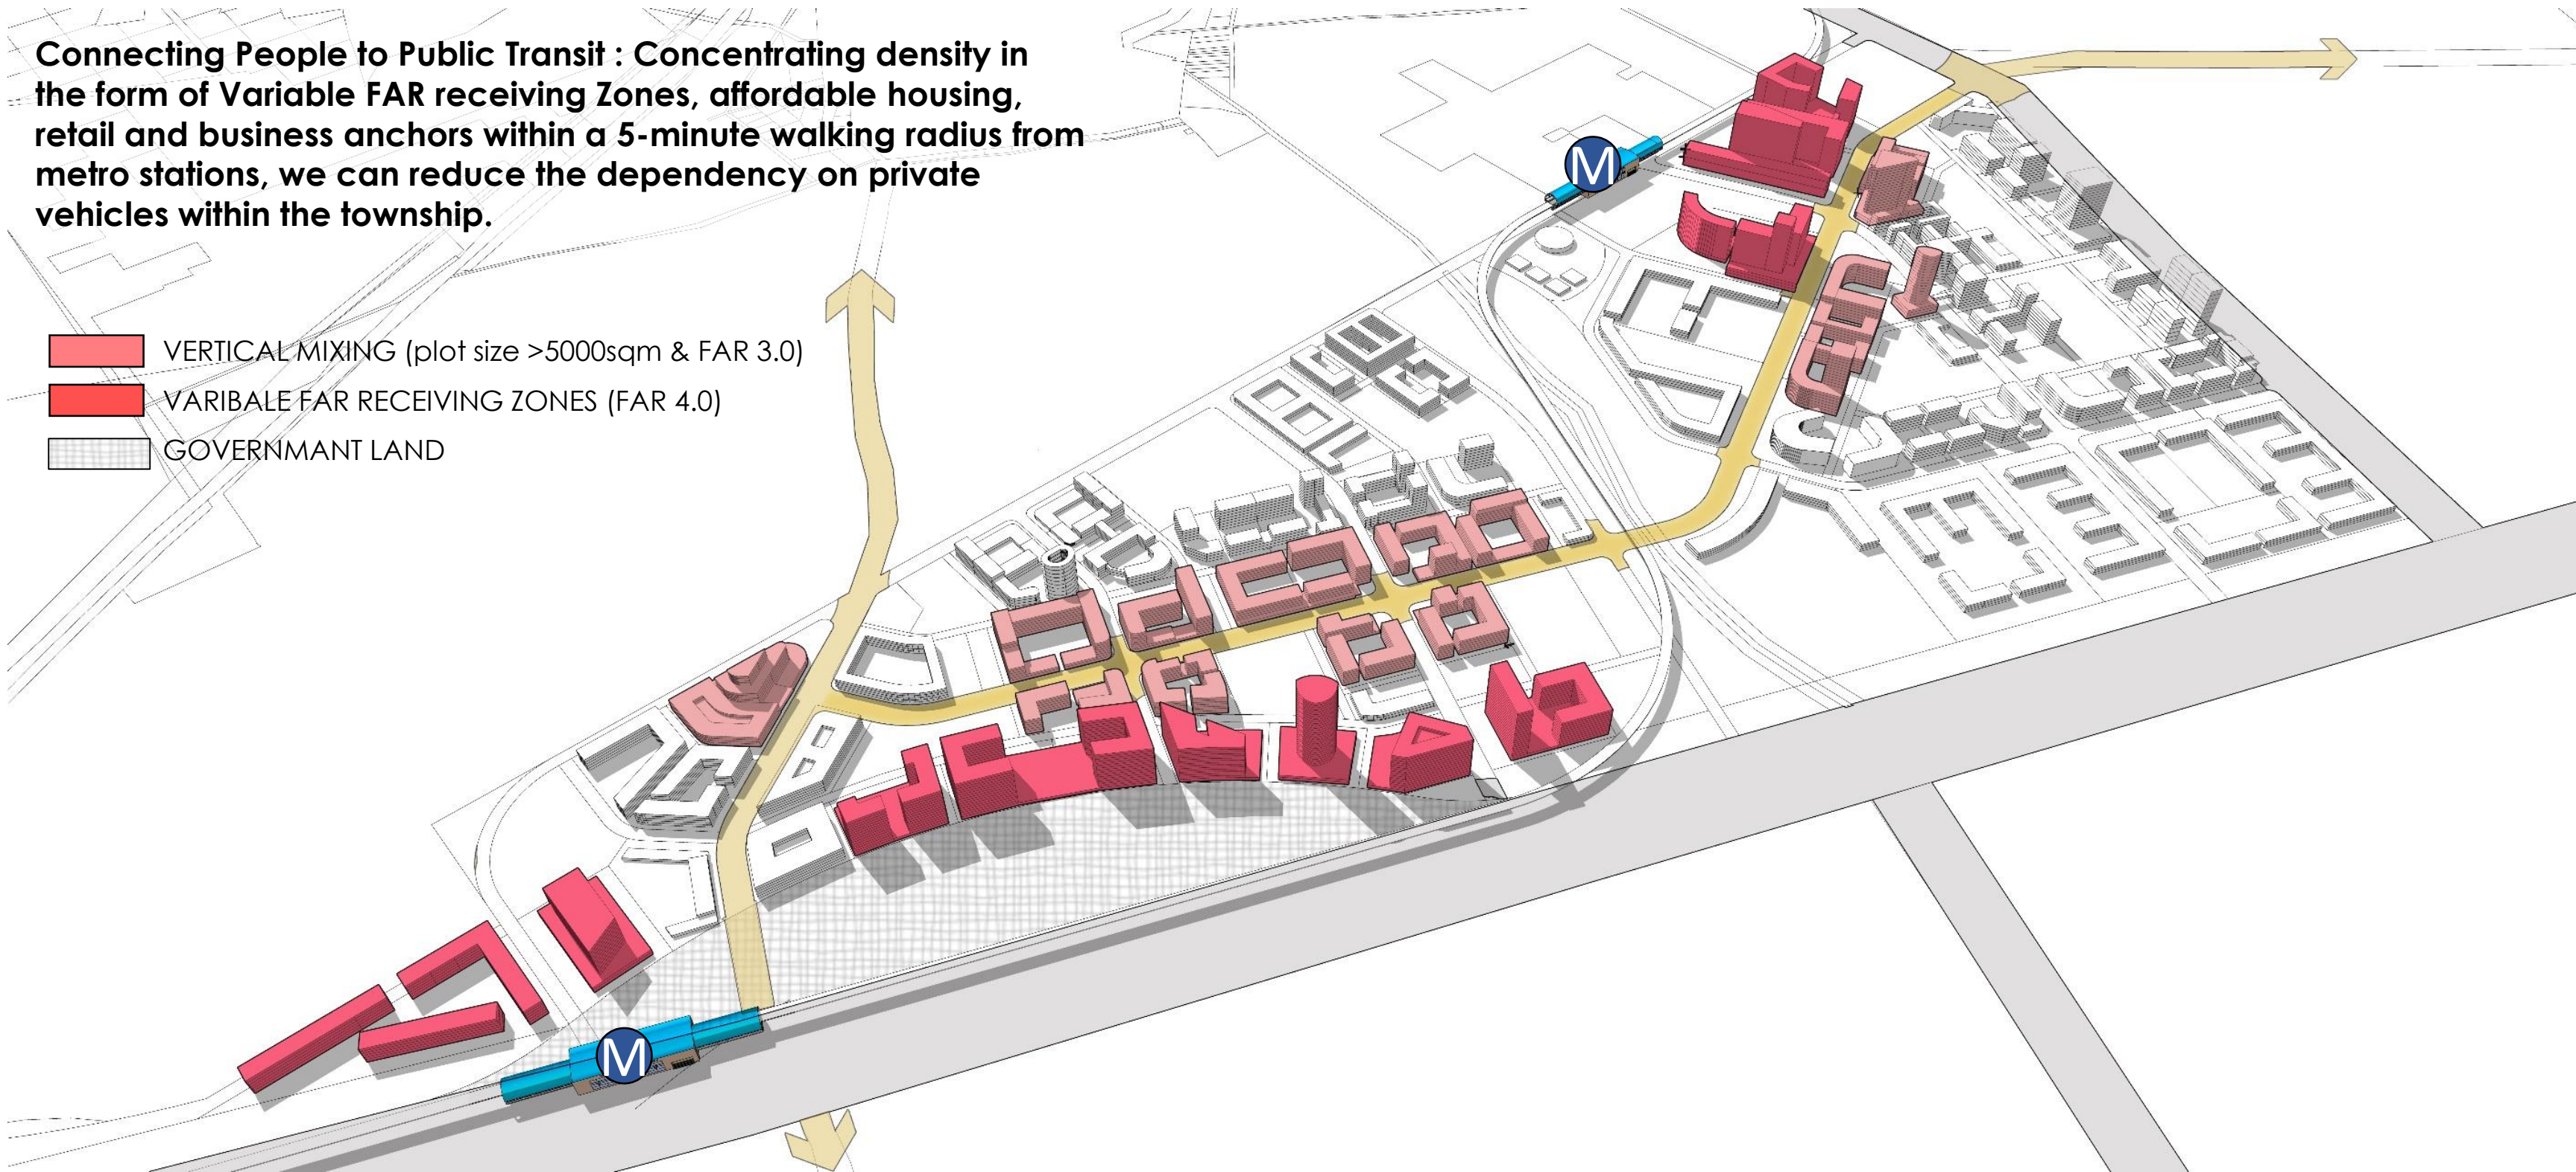 Connecting People to Public Transit : Concentrating density in
the form of Variable FAR receiving Zones, affordable housing,
retail and business anchors within a 5-minute walking radius from
metro stations, we can reduce the dependency on private
vehicles within the township.
VERTICAL MIXING (plot size >5000sqm & FAR 3.0)
VARIBALE FAR RECEIVING ZONES (FAR 4.0)
GOVERNMANT LAND
M
M